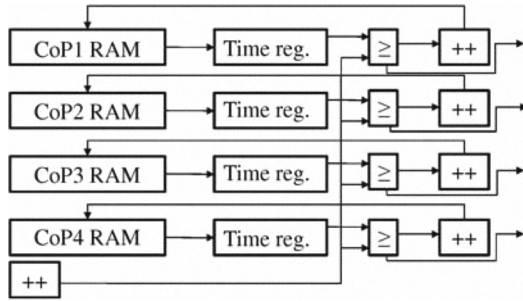 CoP1 RAM Time reg. ≥ ++
CoP2 RAM Time reg. ≥ ++
CoP3 RAM Time reg. ≥ ++
CoP4 RAM Time reg. ≥ ++
++